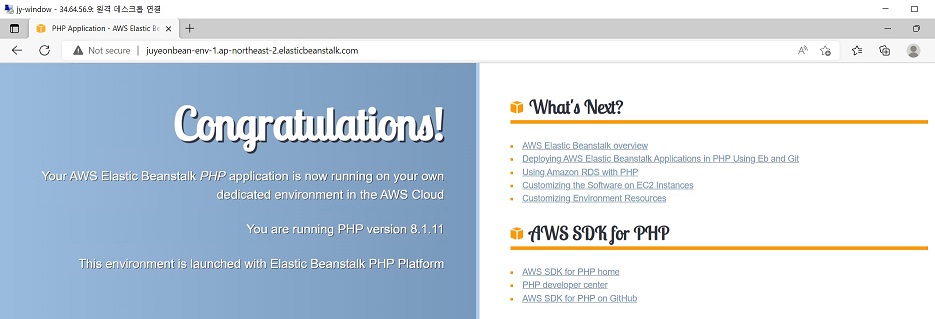 jy-window - 34.64.56.9: 원격 데스크톱 연결
PHP Application - AWS Elastic Be
Not secure | juyeonbean-env-1.ap-northeast-2.elasticbeanstalk.com
Congratulations!
Your AWS Elastic Beanstalk PHP application is now running on your own
dedicated environment in the AWS Cloud
You are running PHP version 8.1.11
This environment is launched with Elastic Beanstalk PHP Platform
What's Next?
AWS Elastic Beanstalk overview
Deploying AWS Elastic Beanstalk Applications in PHP Using Eb and Git
Using Amazon RDS with PHP
Customizing the Software on EC2 Instances
Customizing Environment Resources
AWS SDK for PHP
AWS SDK for PHP home
PHP developer center
AWS SDK for PHP on GitHub